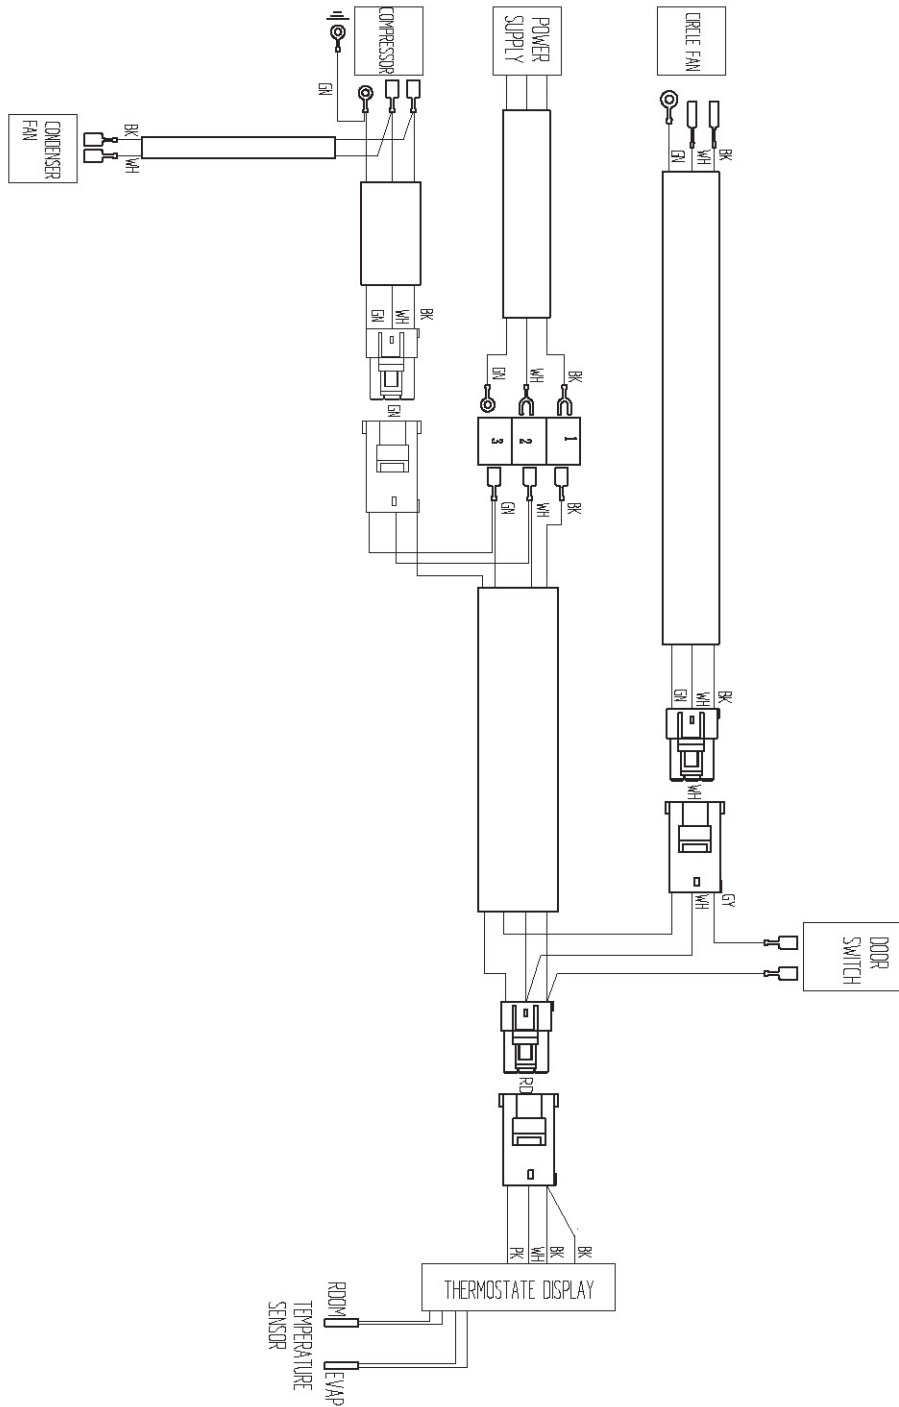 COMPRESSOR
POWER
SUPPLY
CIRCLE FAN
GN
CONDENSER
FAN
BK
WH
GN
WH
BK
GN
WH
BK
GN
GN
WH
BK
3
2
1
GN
WH
BK
GN
WH
BK
WH
WH
GY
DOOR
SWITCH
RD
PK
WH
BK
BK
THERMOSTATE DISPLAY
ROOM
TEMPERATURE
SENSOR
EVAP